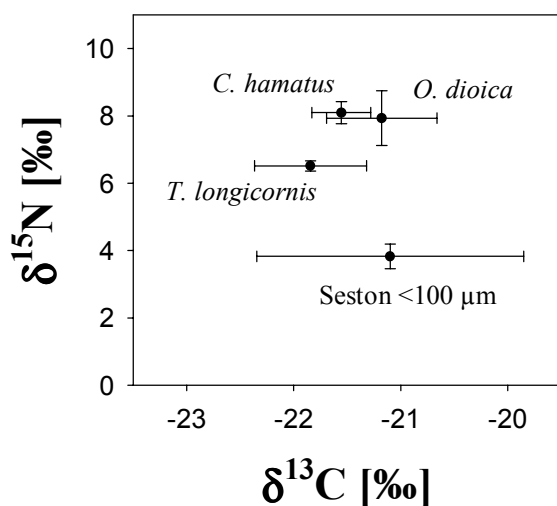 10
8
6
4
2
0
δ15N [‰]
C. hamatus
O. dioica
T. longicornis
Seston <100 µm
-23
-22
-21
-20
δ13C [‰]